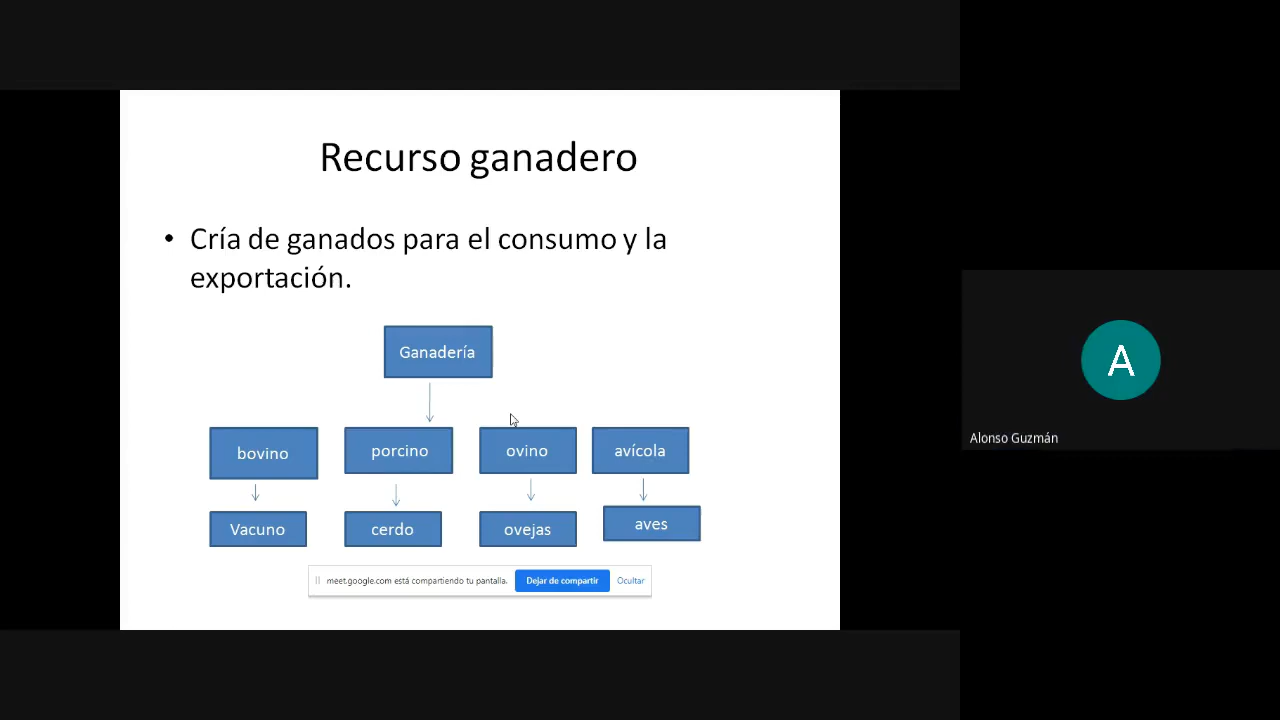 Recurso ganadero
• Cría de ganados para el consumo y la
exportación.
Ganadería
bovino
porcino
ovino
avícola
Vacuno
cerdo
ovejas
aves
meet.google.com está compartiendo tu pantalla. Dejar de compartir Ocultar
A
Alonso Guzmán